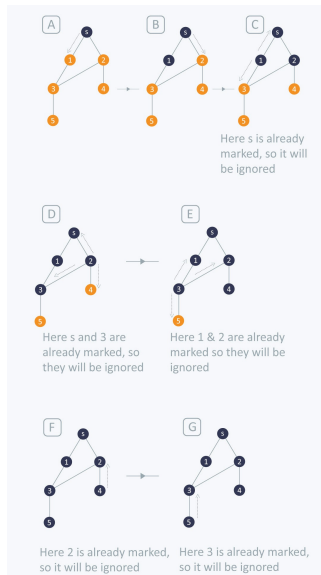 A B C
s s s
1 2 1 2 1 2
3 4 3 4 3 4
5 5 5
Here s is already
marked, so it will
be ignored
D E
s s
1 2 1 2
3 4 3 4
5 5
Here s and 3 are
already marked, so
they will be ignored
Here 1 & 2 are already
marked so they will be
ignored
F G
s s
1 2 1 2
3 4 3 4
5 5
Here 2 is already marked,
so it will be ignored
Here 3 is already marked,
so it will be ignored